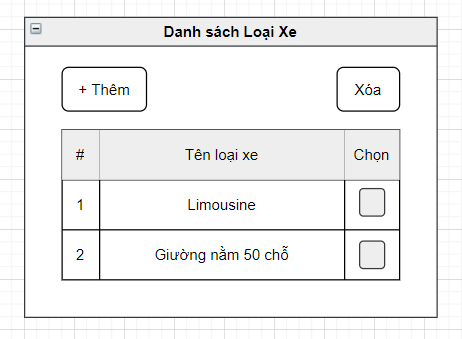 Danh sách Loại Xe
+ Thêm
Xóa
# Tên loại xe Chọn
1 Limousine
2 Giường nằm 50 chỗ